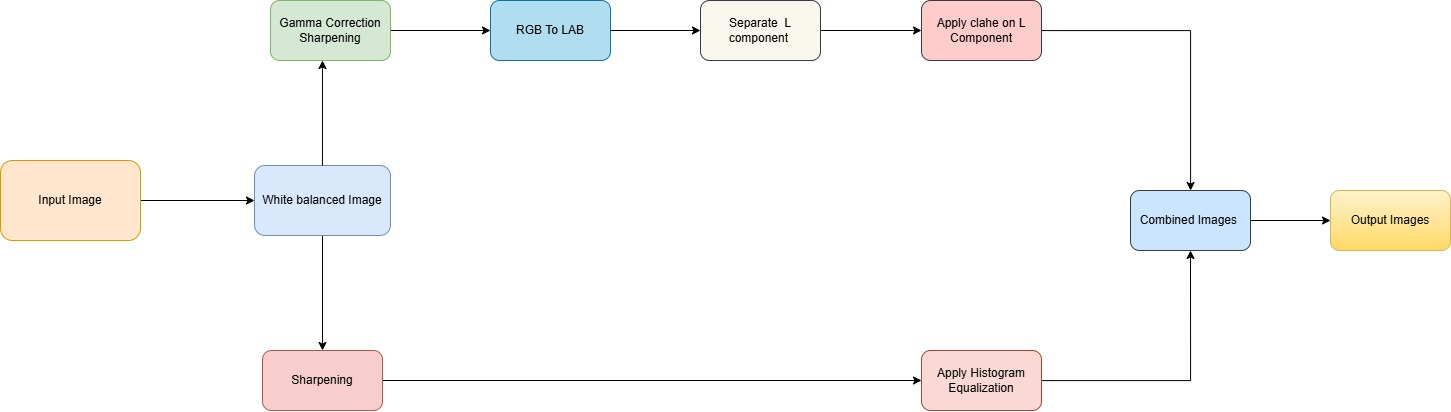 Gamma Correction
Sharpening
RGB To LAB
Separate L
component
Apply clahe on L
Component
Input Image
White balanced Image
Combined Images
Output Images
Sharpening
Apply Histogram
Equalization